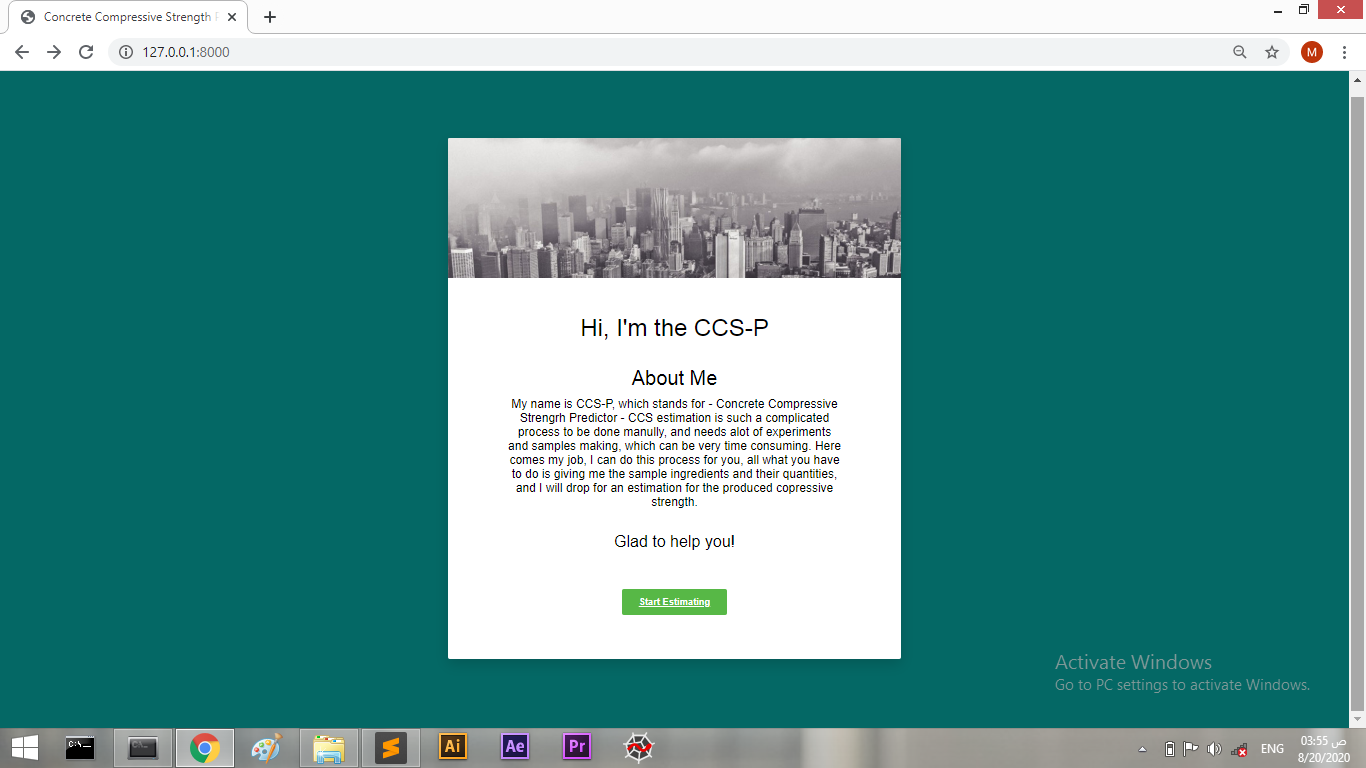 Concrete Compressive Strength
127.0.0.1:8000
M
Hi, I'm the CCS-P
About Me
My name is CCS-P, which stands for - Concrete Compressive
Strengrh Predictor - CCS estimation is such a complicated
process to be done manully, and needs alot of experiments
and samples making, which can be very time consuming. Here
comes my job, I can do this process for you, all what you have
to do is giving me the sample ingredients and their quantities,
and I will drop for an estimation for the produced copressive
strength.
Glad to help you!
Start Estimating
Activate Windows
Go to PC settings to activate Windows.
C:\
C:\
Ai
Ae
Pr
ENG
03:55 ص
8/20/2020